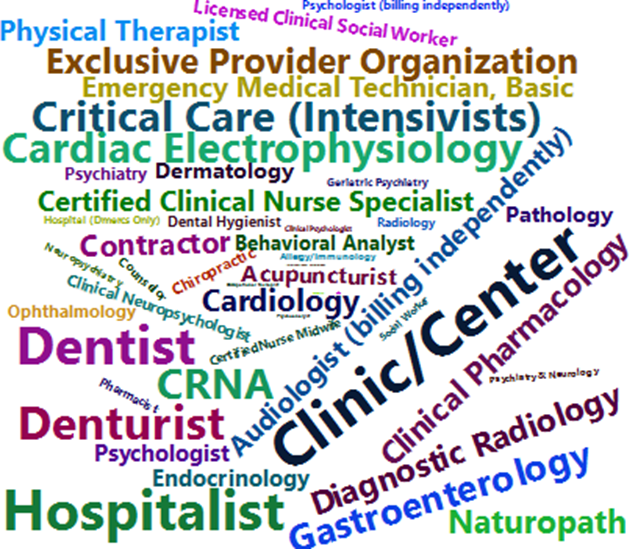 Psychologist (billing independently)
Licensed Clinical Social Worker
Physical Therapist
Exclusive Provider Organization
Emergency Medical Technician, Basic
Critical Care (Intensivists)
Cardiac Electrophysiology
Psychiatry
Dermatology
Geriatric Psychiatry
Certified Clinical Nurse Specialist
Hospital (Dmercs Only)
Dental Hygienist
Clinical Psychologist
Radiology
Pathology
Contractor
Behavioral Analyst
Neuropsychiatry
Counselor
Chiropractic
Allegy/Immunology
Acupuncturist
Clinical Neuropsychologist
Cardiology
Ophthalmology
Certified Nurse Midwife
Social Worker
Audiologist (billing independently)
Clinic/Center
Clinical Pharmacology
Dentist
CRNA
Pharmacist
Psychiatry & Neurology
Denturist
Psychologist
Diagnostic Radiology
Endocrinology
Gastroenterology
Hospitalist
Naturopath